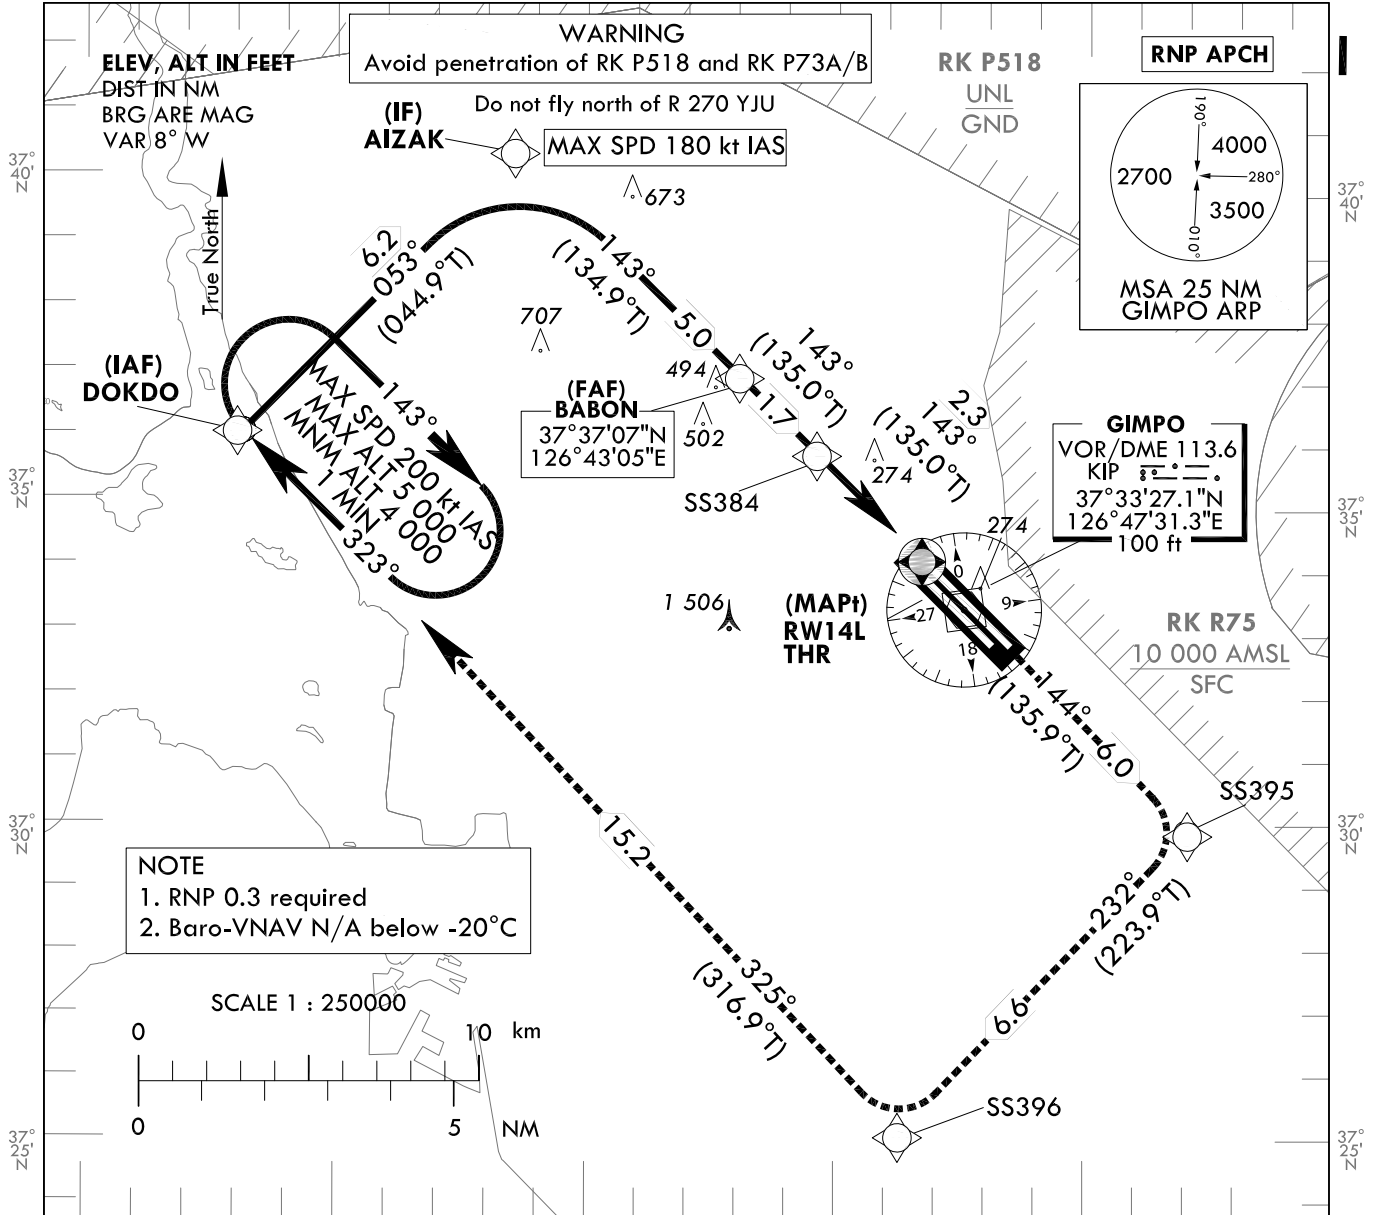 WARNING
Avoid penetration of RK P518 and RK P73A/B
Do not fly north of R 270 YJU
ELEV, ALT IN FEET
DIST IN NM
BRG ARE MAG
VAR 8° W
True North
(IF)
AIZAK
MAX SPD 180 kt IAS
RK P518
UNL
GND
RNP APCH
190°
4000
2700
280°
3500
010°
MSA 25 NM
GIMPO ARP
37°
40'
N
37°
40'
N
673
6.2
053°
(044.9°T)
143°
(134.9°T)
5.0
707
494
502
(IAF)
DOKDO
MAX SPD 200 kt IAS
MAX ALT 5 000
MNM ALT 4 000
1 MIN
143°
323°
(FAF)
BABON
37°37'07"N
126°43'05"E
143°
(135.0°T)
1.7
SS384
2.3
143°
(135.0°T)
274
GIMPO
VOR/DME 113.6
KIP
37°33'27.1"N
126°47'31.3"E
100 ft
37°
35'
N
37°
35'
N
274
0
9
18
27
1 506
(MAPt)
RW14L
THR
RK R75
10 000 AMSL
SFC
144°
(135.9°T)
6.0
SS395
37°
30'
N
37°
30'
N
15.2
NOTE
1. RNP 0.3 required
2. Baro-VNAV N/A below -20°C
232°
(223.9°T)
6.6
325°
(316.9°T)
SS396
SCALE 1 : 250000
0 10 km
0 5 NM
37°
25'
N
37°
25'
N